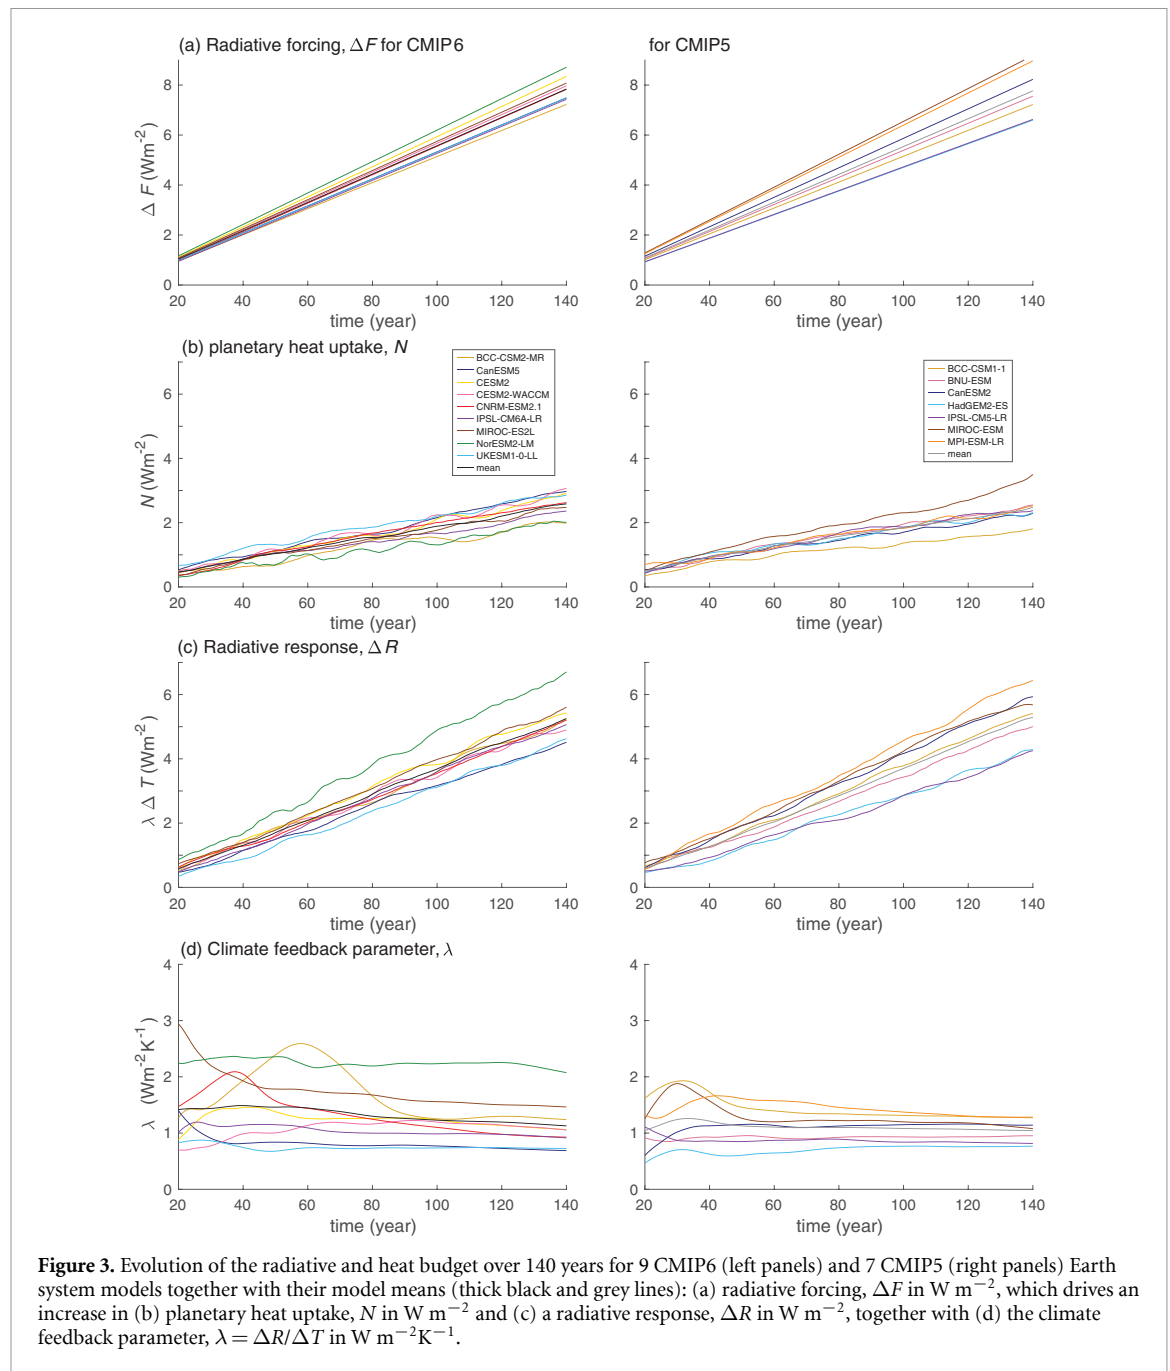 (a) Radiative forcing, ΔF for CMIP6
for CMIP5
Δ F (Wm-2)
8
6
4
2
0
20 40 60 80 100 120 140
time (year)
20 40 60 80 100 120 140
time (year)
(b) planetary heat uptake, N
N (Wm-2)
6
4
2
0
BCC-CSM2-MR
CanESM5
CESM2
CESM2-WACCM
CNRM-ESM2.1
IPSL-CM6A-LR
MIROC-ES2L
NorESM2-LM
UKESM1-0-LL
mean
20 40 60 80 100 120 140
time (year)
6
4
2
0
BCC-CSM1-1
BNU-ESM
CanESM2
HadGEM2-ES
IPSL-CM5-LR
MIROC-ESM
MPI-ESM-LR
mean
20 40 60 80 100 120 140
time (year)
(c) Radiative response, Δ R
λ Δ T (Wm-2)
6
4
2
0
20 40 60 80 100 120 140
time (year)
6
4
2
0
20 40 60 80 100 120 140
time (year)
(d) Climate feedback parameter, λ
λ (Wm-2K-1)
4
3
2
1
0
20 40 60 80 100 120 140
time (year)
4
3
2
1
0
20 40 60 80 100 120 140
time (year)
Figure 3. Evolution of the radiative and heat budget over 140 years for 9 CMIP6 (left panels) and 7 CMIP5 (right panels) Earth
system models together with their model means (thick black and grey lines): (a) radiative forcing, ΔF in W m−2, which drives an
increase in (b) planetary heat uptake, N in W m−2 and (c) a radiative response, ΔR in W m−2, together with (d) the climate
feedback parameter, λ = ΔR/ΔT in W m−2K−1.